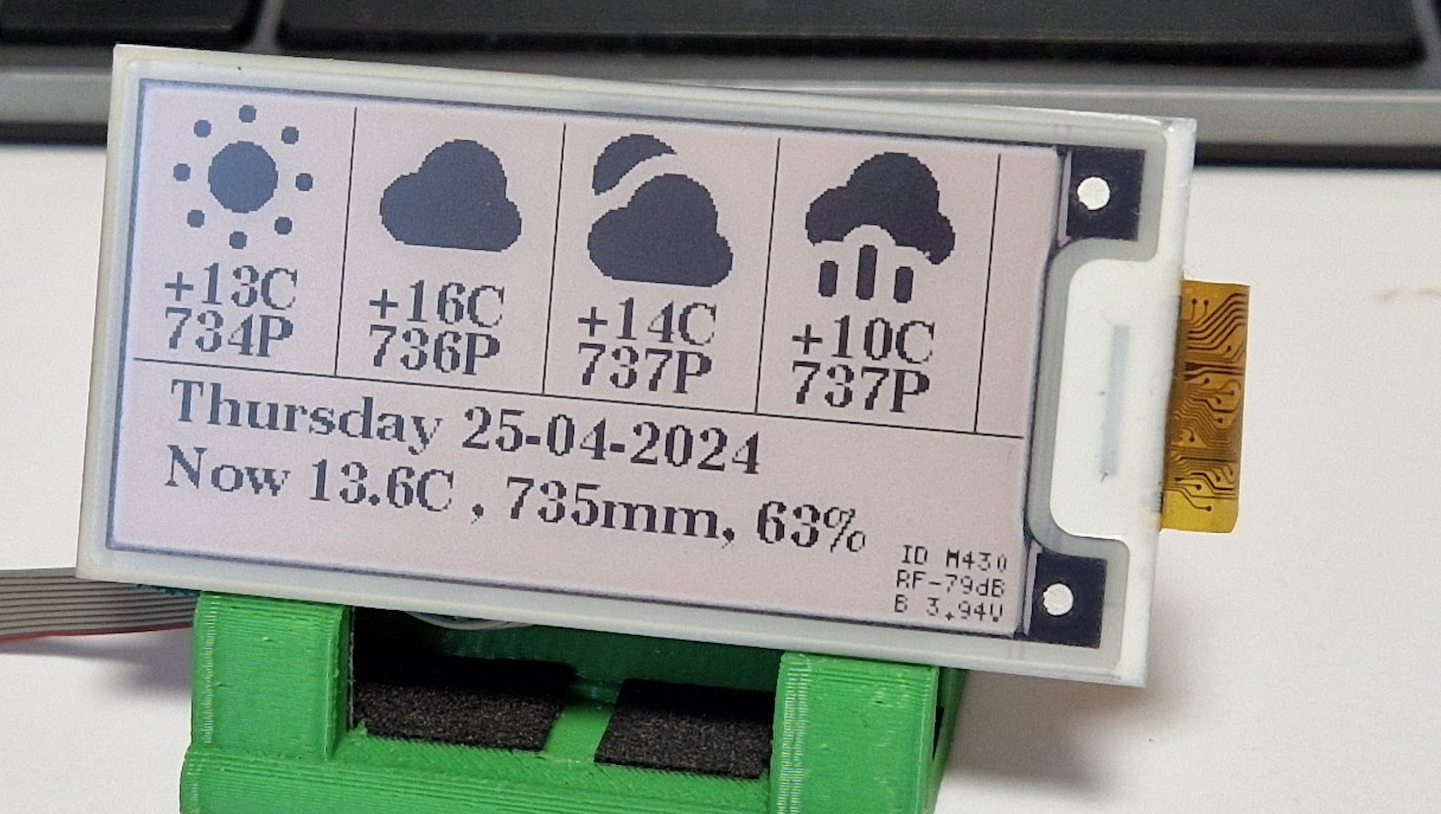 +13C +16C +14C +10C
734P 736P 737P 737P
Thursday 25-04-2024
Now 13.6C , 735mm, 63%
ID M430
RF-79dB
B 3.94V